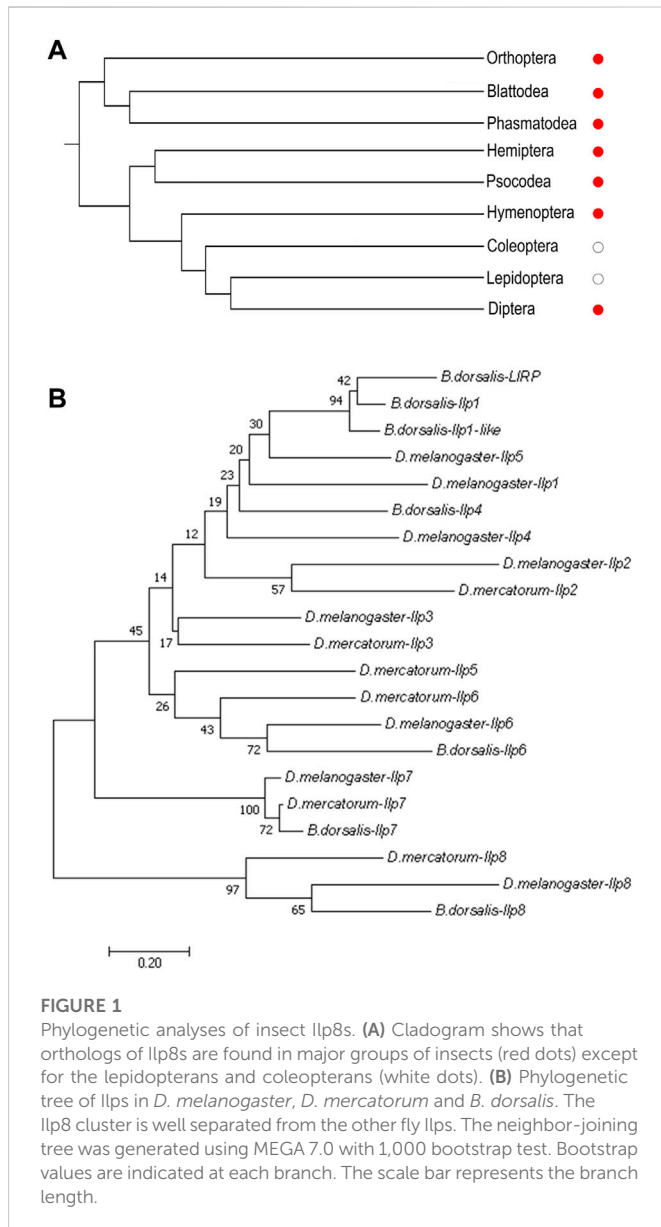 A
Orthoptera
Blattodea
Phasmatodea
Hemiptera
Psocodea
Hymenoptera
Coleoptera
Lepidoptera
Diptera
B
42
B.dorsalis-LIRP
94
B.dorsalis-Ilp1
B.dorsalis-Ilp1-like
30
D.melanogaster-Ilp5
20
D.melanogaster-Ilp1
23
B.dorsalis-Ilp4
19
D.melanogaster-Ilp4
12
D.melanogaster-Ilp2
57
D.mercatorum-Ilp2
14
D.melanogaster-Ilp3
17
D.mercatorum-Ilp3
45
D.mercatorum-Ilp5
26
D.mercatorum-Ilp6
43
D.melanogaster-Ilp6
72
B.dorsalis-Ilp6
D.melanogaster-Ilp7
100
D.mercatorum-Ilp7
72
B.dorsalis-Ilp7
D.mercatorum-Ilp8
97
D.melanogaster-Ilp8
65
B.dorsalis-Ilp8
0.20
FIGURE 1
Phylogenetic analyses of insect Ilp8s. (A) Cladogram shows that
orthologs of Ilp8s are found in major groups of insects (red dots) except
for the lepidopterans and coleopterans (white dots). (B) Phylogenetic
tree of Ilps in D. melanogaster, D. mercatorum and B. dorsalis. The
Ilp8 cluster is well separated from the other fly Ilps. The neighbor-joining
tree was generated using MEGA 7.0 with 1,000 bootstrap test. Bootstrap
values are indicated at each branch. The scale bar represents the branch
length.